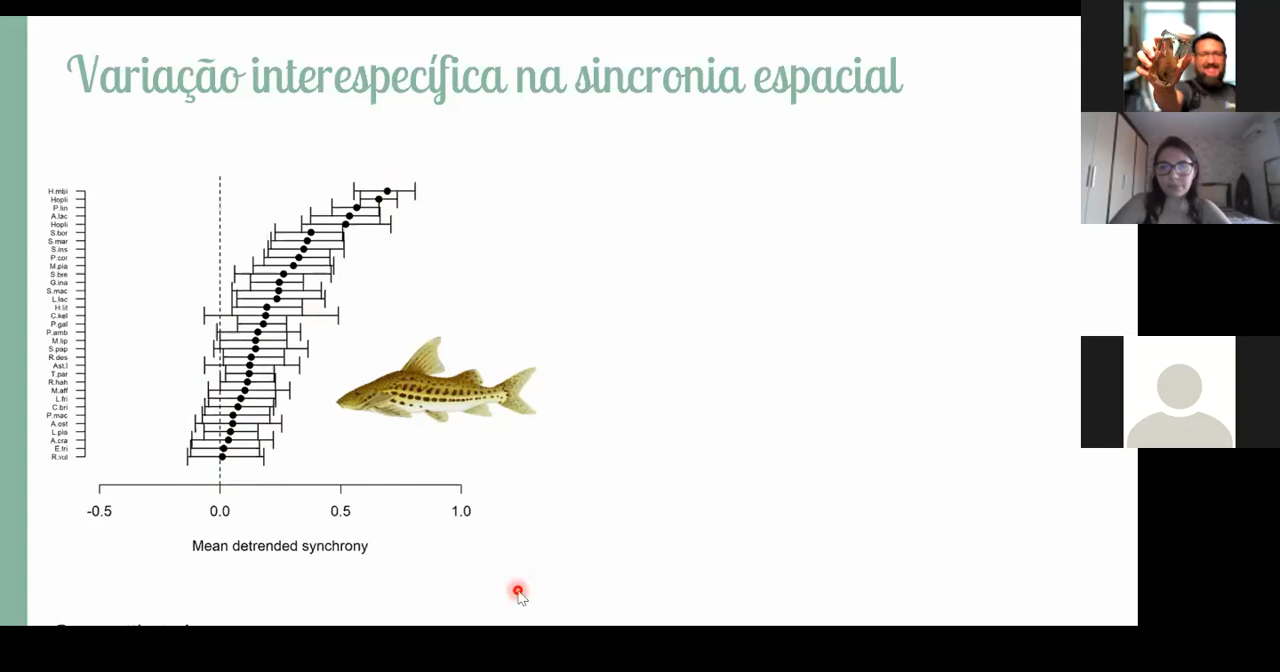 Variação interespecífica na sincronia espacial
H.mbi
Hopli
P.lin
A.lac
Hopli
S.bor
S.mar
S.ins
P.cor
M.pia
S.bre
G.ina
S.mac
L.lac
H.lit
C.kel
P.gal
P.amb
M.lip
S.pap
R.des
Ast.l
T.par
R.hah
M.aff
L.fri
C.bri
P.mac
A.ost
L.pla
A.cra
E.tri
R.vul
-0.5 0.0 0.5 1.0
Mean detrended synchrony